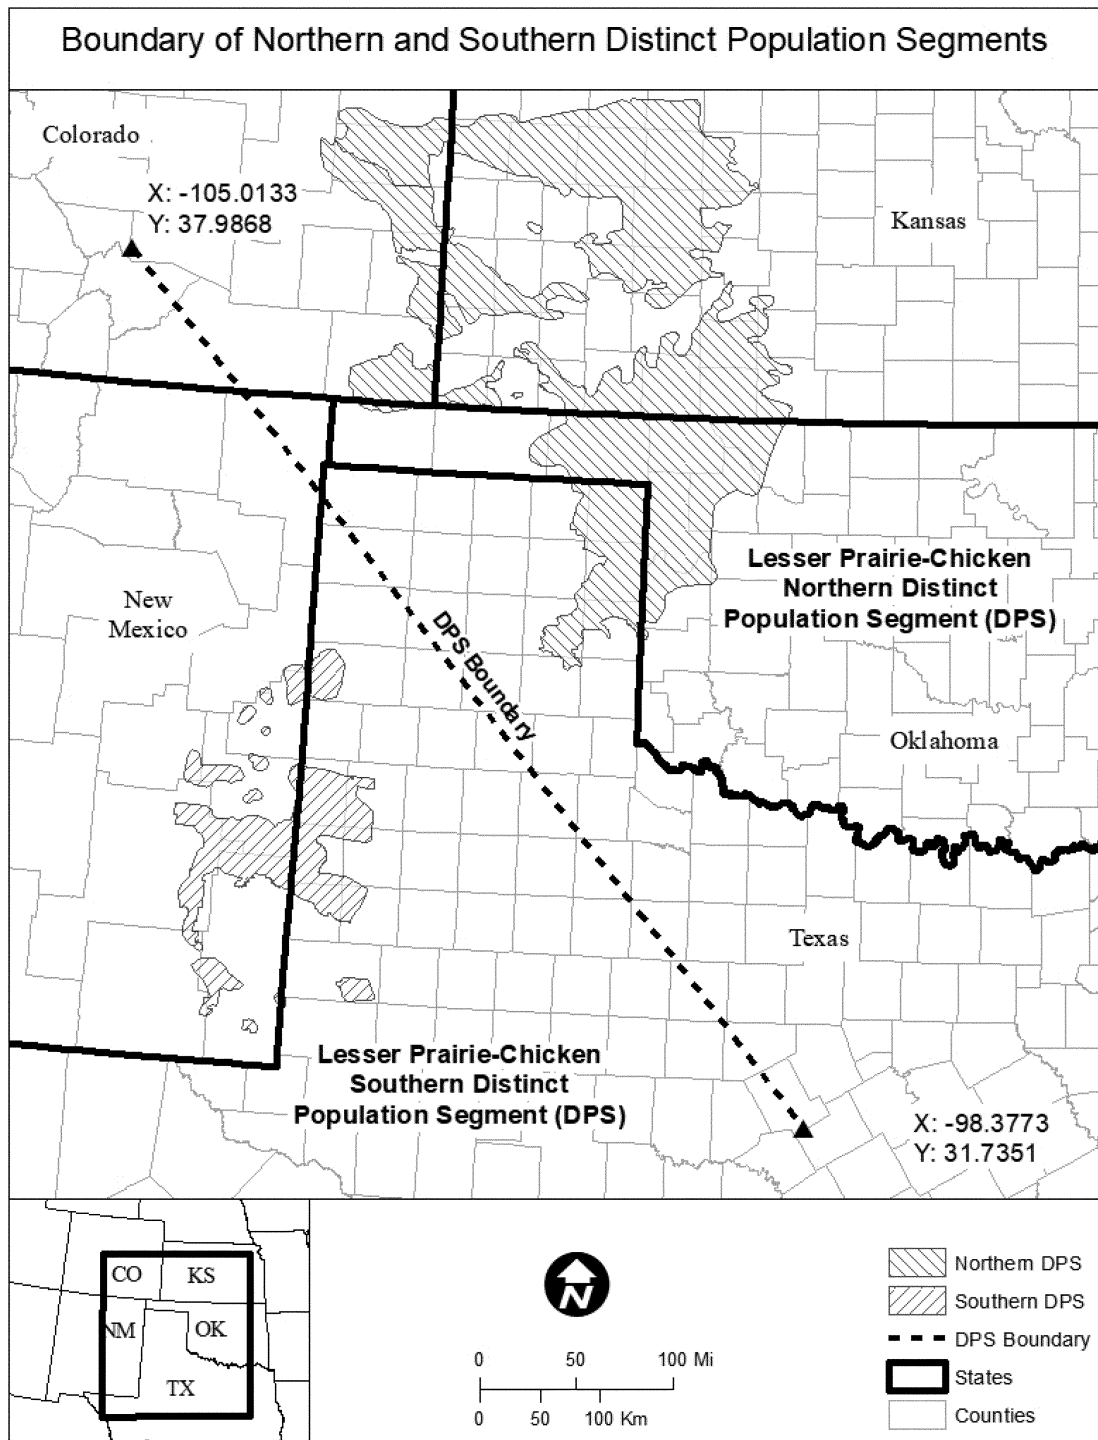 Boundary of Northern and Southern Distinct Population Segments
Colorado
X: -105.0133
Y: 37.9868
Kansas
Lesser Prairie-Chicken
Northern Distinct
Population Segment (DPS)
New
Mexico
DPS Boundary
Oklahoma
Texas
Lesser Prairie-Chicken
Southern Distinct
Population Segment (DPS)
X: -98.3773
Y: 31.7351
CO
KS
NM
OK
TX
N
0 50 100 Mi
0 50 100 Km
Northern DPS
Southern DPS
DPS Boundary
States
Counties